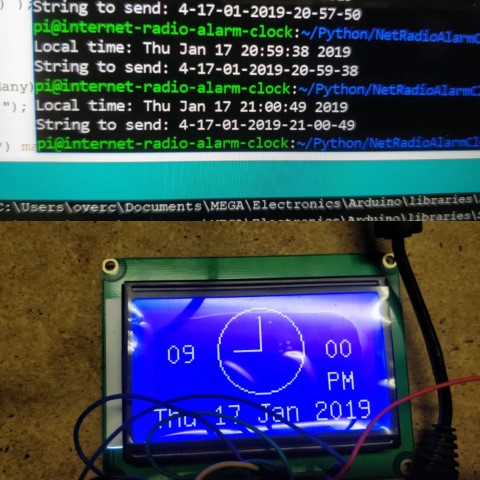 ) );
String to send: 4-17-01-2019-20-57-50
pi@internet-radio-alarm-clock:~/Python/NetRadioAlarmC
Local time: Thu Jan 17 20:59:38 2019
String to send: 4-17-01-2019-20-59-38
any) pi@internet-radio-alarm-clock:~/Python/NetRadioAlarmCl
"); Local time: Thu Jan 17 21:00:49 2019
String to send: 4-17-01-2019-21-00-49
") ma pi@internet-radio-alarm-clock:~/Python/NetRadioAlarmCl
C:\Users\overc\Documents\MEGA\Electronics\Arduino\libraries\
09
00
PM
Thu 17 Jan 2019